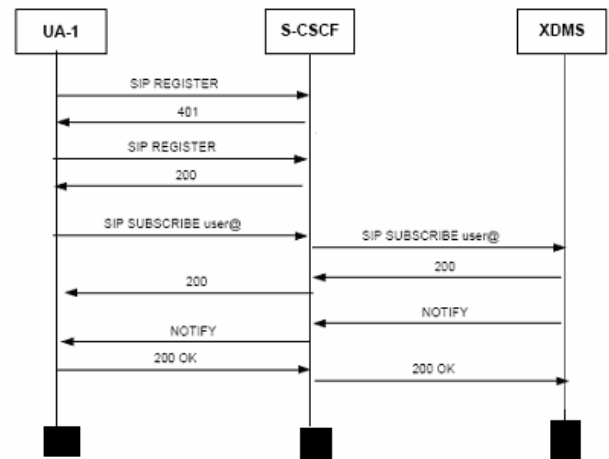 UA-1
S-CSCF
XDMS
SIP REGISTER
401
SIP REGISTER
200
SIP SUBSCRIBE user@
SIP SUBSCRIBE user@
200
200
NOTIFY
NOTIFY
200 OK
200 OK